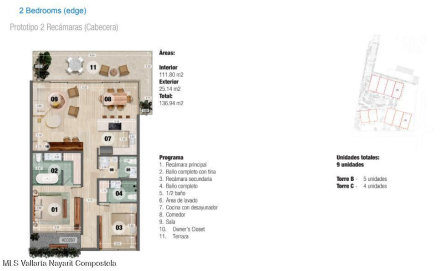 2 Bedrooms (edge)
Prototipo 2 Recámaras (Cabecera)
Áreas:
Interior
111.80 m2
Exterior
25.14 m2
Total:
136.94 m2
Programa
1. Recámara principal
2. Baño completo con tina
3. Recámara secundaria
4. Baño completo
5. 1/2 baño
6. Área de lavado
7. Cocina con desayunador
8. Comedor
9. Sala
10. Owner's Closet
11. Terraza
Unidades totales:
9 unidades
Torre B - 5 unidades
Torre C - 4 unidades
11
09
08
07
02
04
01
03
ACCESO
MLS Vallarta Nayarit Compostela